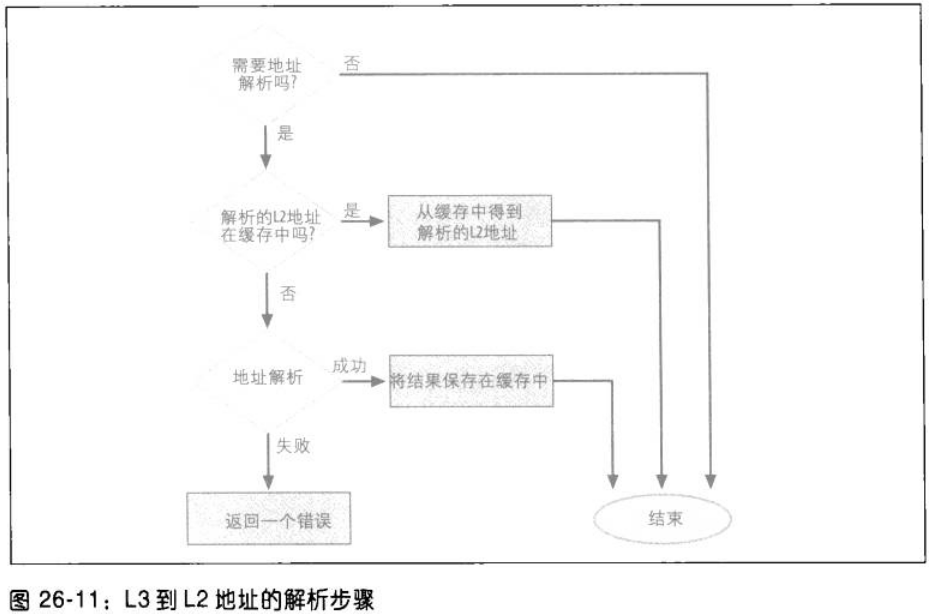 需要地址
解析吗?
否
是
解析的L2地址
在缓存中吗?
是
从缓存中得到
解析的L2地址
否
地址解析
成功
将结果保存在缓存中
失败
返回一个错误
结束
图 26-11：L3 到 L2 地址的解析步骤